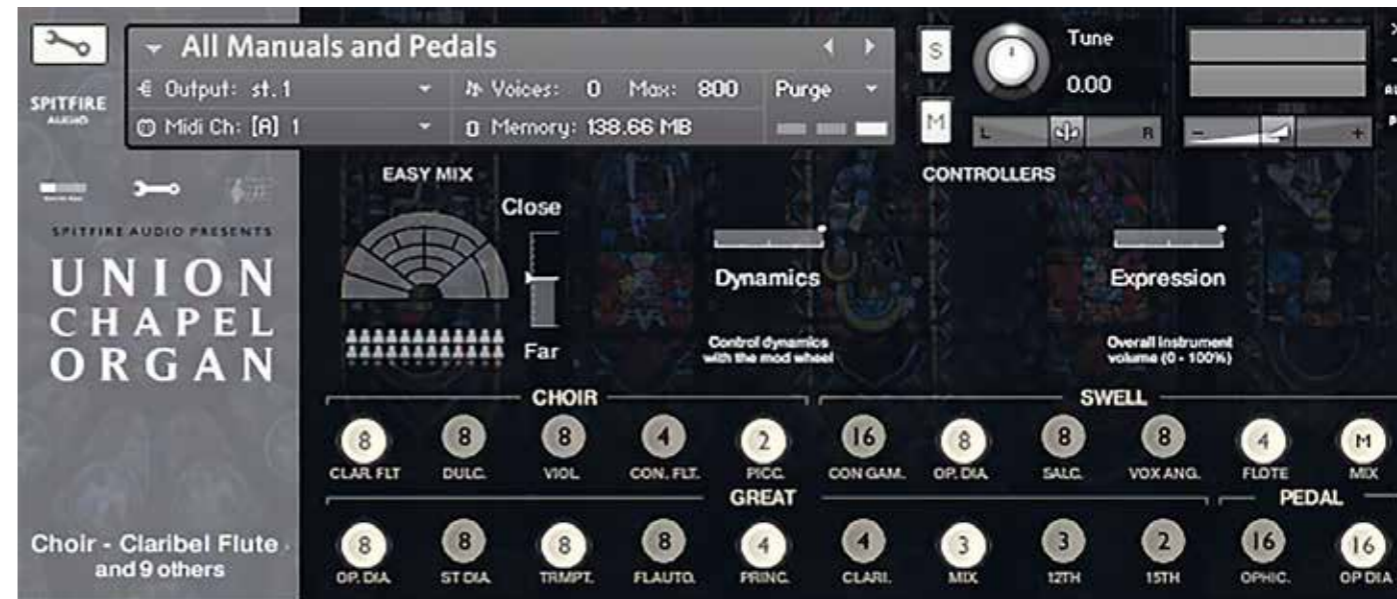 All Manuals and Pedals
S
Tune
0.00
SPITFIRE
AUDIO
Output: st.1
Voices: 0 Max: 800
Purge
Midi Ch: [A] 1
Memory: 138.66 MB
M
L
R
-
+
SPITFIRE AUDIO PRESENTS
UNION
CHAPEL
ORGAN
EASY MIX
Close
Far
CONTROLLERS
Dynamics
Control dynamics
with the mod wheel
Expression
Overall Instrument
volume (0 - 100%)
CHOIR
SWELL
8 8 8 4 2 16 8 8 8 4 M
CLAR. FLT DULC. VIOL CON. FLT. PICC. CON GAM. OP. DIA. SALC. VOX ANG. FLOTE MIX
GREAT
PEDAL
8 8 8 8 4 4 3 3 2 16 16
OP. DIA. ST DIA. TRMPT. FLAUTO. PRINC. CLARI. MIX. 12TH 15TH OPHIC. OP DIA
Choir - Claribel Flute
and 9 others